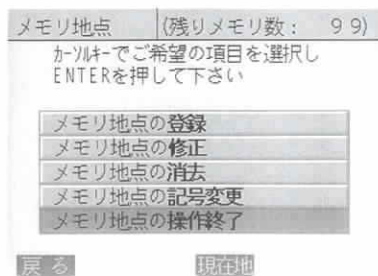 メモリ地点 (残りメモリ数: 99)
カーソルキーでご希望の項目を選択し
ENTERを押して下さい
メモリ地点の登録
メモリ地点の修正
メモリ地点の消去
メモリ地点の記号変更
メモリ地点の操作終了
戻る 現在地